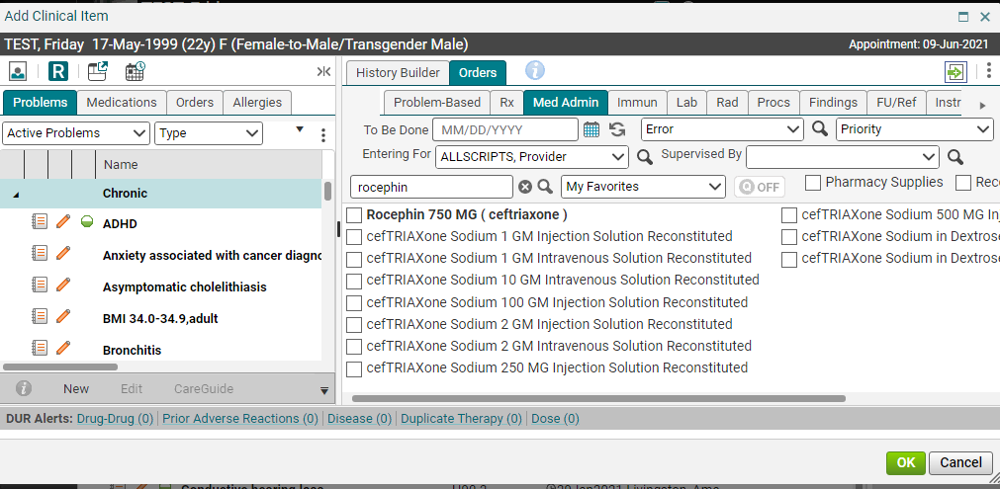 Add Clinical Item
TEST, Friday 17-May-1999 (22y) F (Female-to-Male/Transgender Male)
Appointment: 09-Jun-2021
R
History Builder Orders
Problems Medications Orders Allergies
Active Problems Type
Name
Chronic
ADHD
Anxiety associated with cancer diagno
Asymptomatic cholelithiasis
BMI 34.0-34.9,adult
Bronchitis
New Edit CareGuide
Problem-Based Rx Med Admin Immun Lab Rad Procs Findings FU/Ref Instr
To Be Done MM/DD/YYYY Error Priority
Entering For ALLSCRIPTS, Provider Supervised By
rocephin My Favorites OFF Pharmacy Supplies Rec
Rocephin 750 MG ( ceftriaxone )
cefTRIAXone Sodium 1 GM Injection Solution Reconstituted
cefTRIAXone Sodium 1 GM Intravenous Solution Reconstituted
cefTRIAXone Sodium 10 GM Intravenous Solution Reconstituted
cefTRIAXone Sodium 100 GM Injection Solution Reconstituted
cefTRIAXone Sodium 2 GM Injection Solution Reconstituted
cefTRIAXone Sodium 2 GM Intravenous Solution Reconstituted
cefTRIAXone Sodium 250 MG Injection Solution Reconstituted
cefTRIAXone Sodium 500 MG In
cefTRIAXone Sodium in Dextrose
cefTRIAXone Sodium in Dextrose
DUR Alerts: Drug-Drug (0) Prior Adverse Reactions (0) Disease (0) Duplicate Therapy (0) Dose (0)
OK Cancel